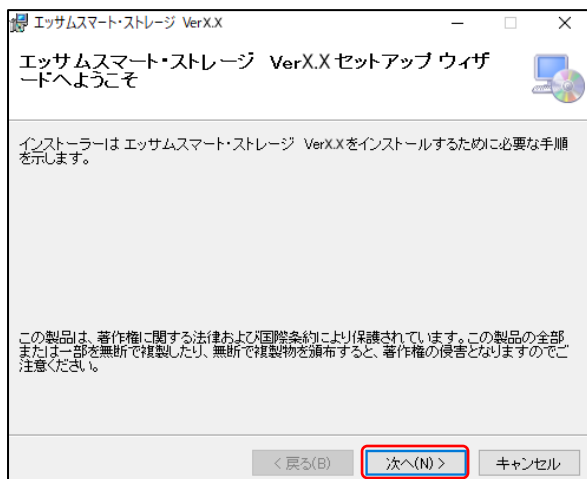 エッサムスマート・ストレージ VerX.X
エッサムスマート・ストレージ VerX.X セットアップ ウィザ
ードへようこそ
インストーラーは エッサムスマート・ストレージ VerX.Xをインストールするために必要な手順
を示します。
この製品は、著作権に関する法律および国際条約により保護されています。この製品の全部
または一部を無断で複製したり、無断で複製物を頒布すると、著作権の侵害となりますのでご
注意ください。
< 戻る(B) 次へ(N) > キャンセル